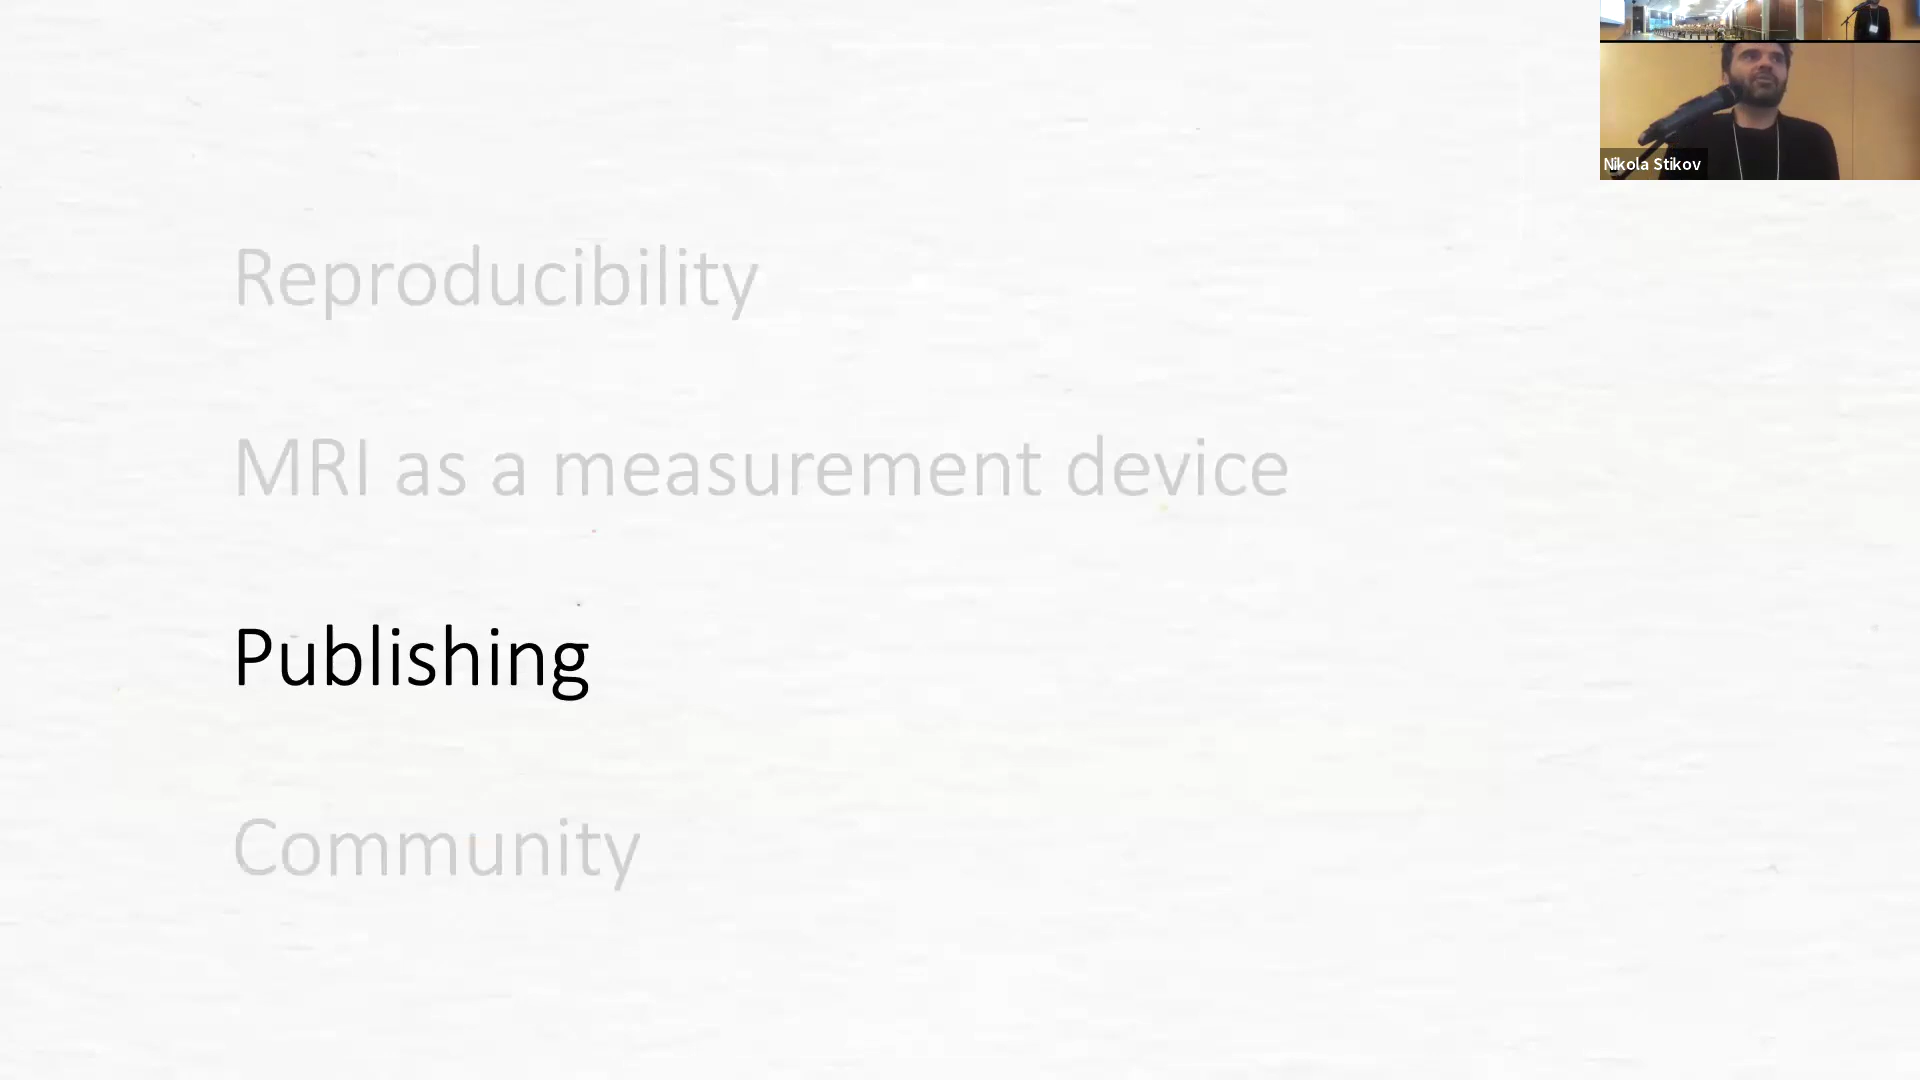 Nikola Stikov
Reproducibility
MRI as a measurement device
Publishing
Community